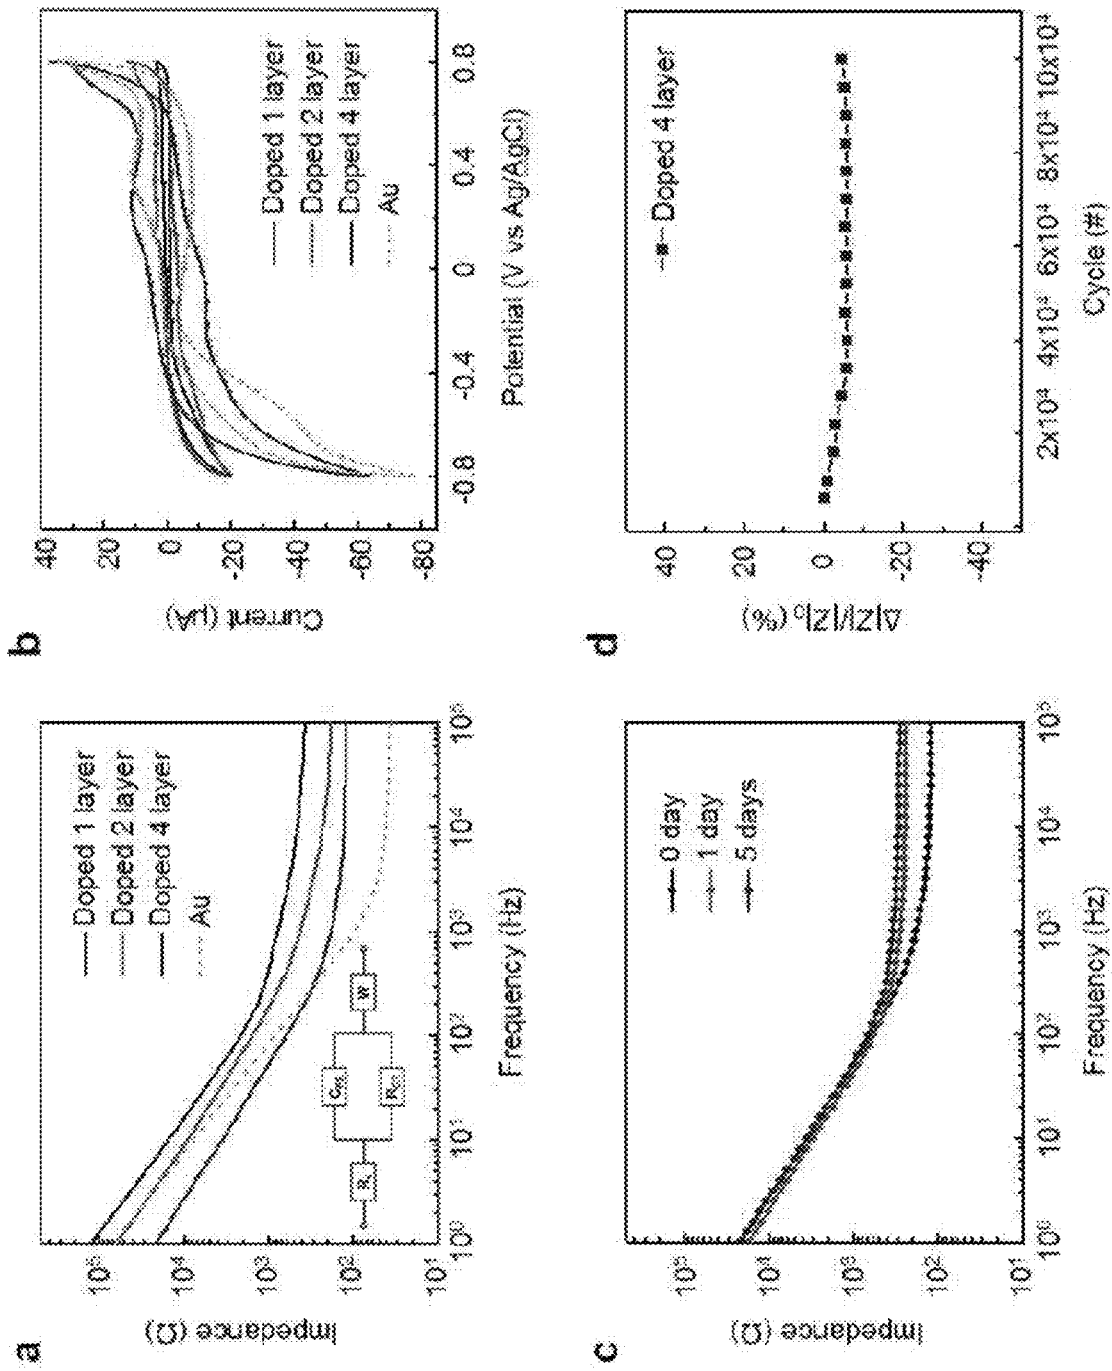 a
Impedance (Ω)
10⁵
10⁴
10³
10²
10¹
Doped 1 layer
Doped 2 layer
Doped 4 layer
Au
W
10⁰
10¹
10²
10³
10⁴
10⁵
Frequency (Hz)
b
Current (μA)
40
20
0
-20
-40
-60
-80
Doped 1 layer
Doped 2 layer
Doped 4 layer
Au
-0.8
-0.4
0
0.4
0.8
Potential (V vs Ag/AgCl)
c
Impedance (Ω)
10⁵
10⁴
10³
10²
10¹
0 day
1 day
5 days
10⁰
10¹
10²
10³
10⁴
10⁵
Frequency (Hz)
d
Δ|Z|/|Z|₀ (%)
40
20
0
-20
-40
Doped 4 layer
2x10⁴
4x10⁴
6x10⁴
8x10⁴
10x10⁴
Cycle (#)